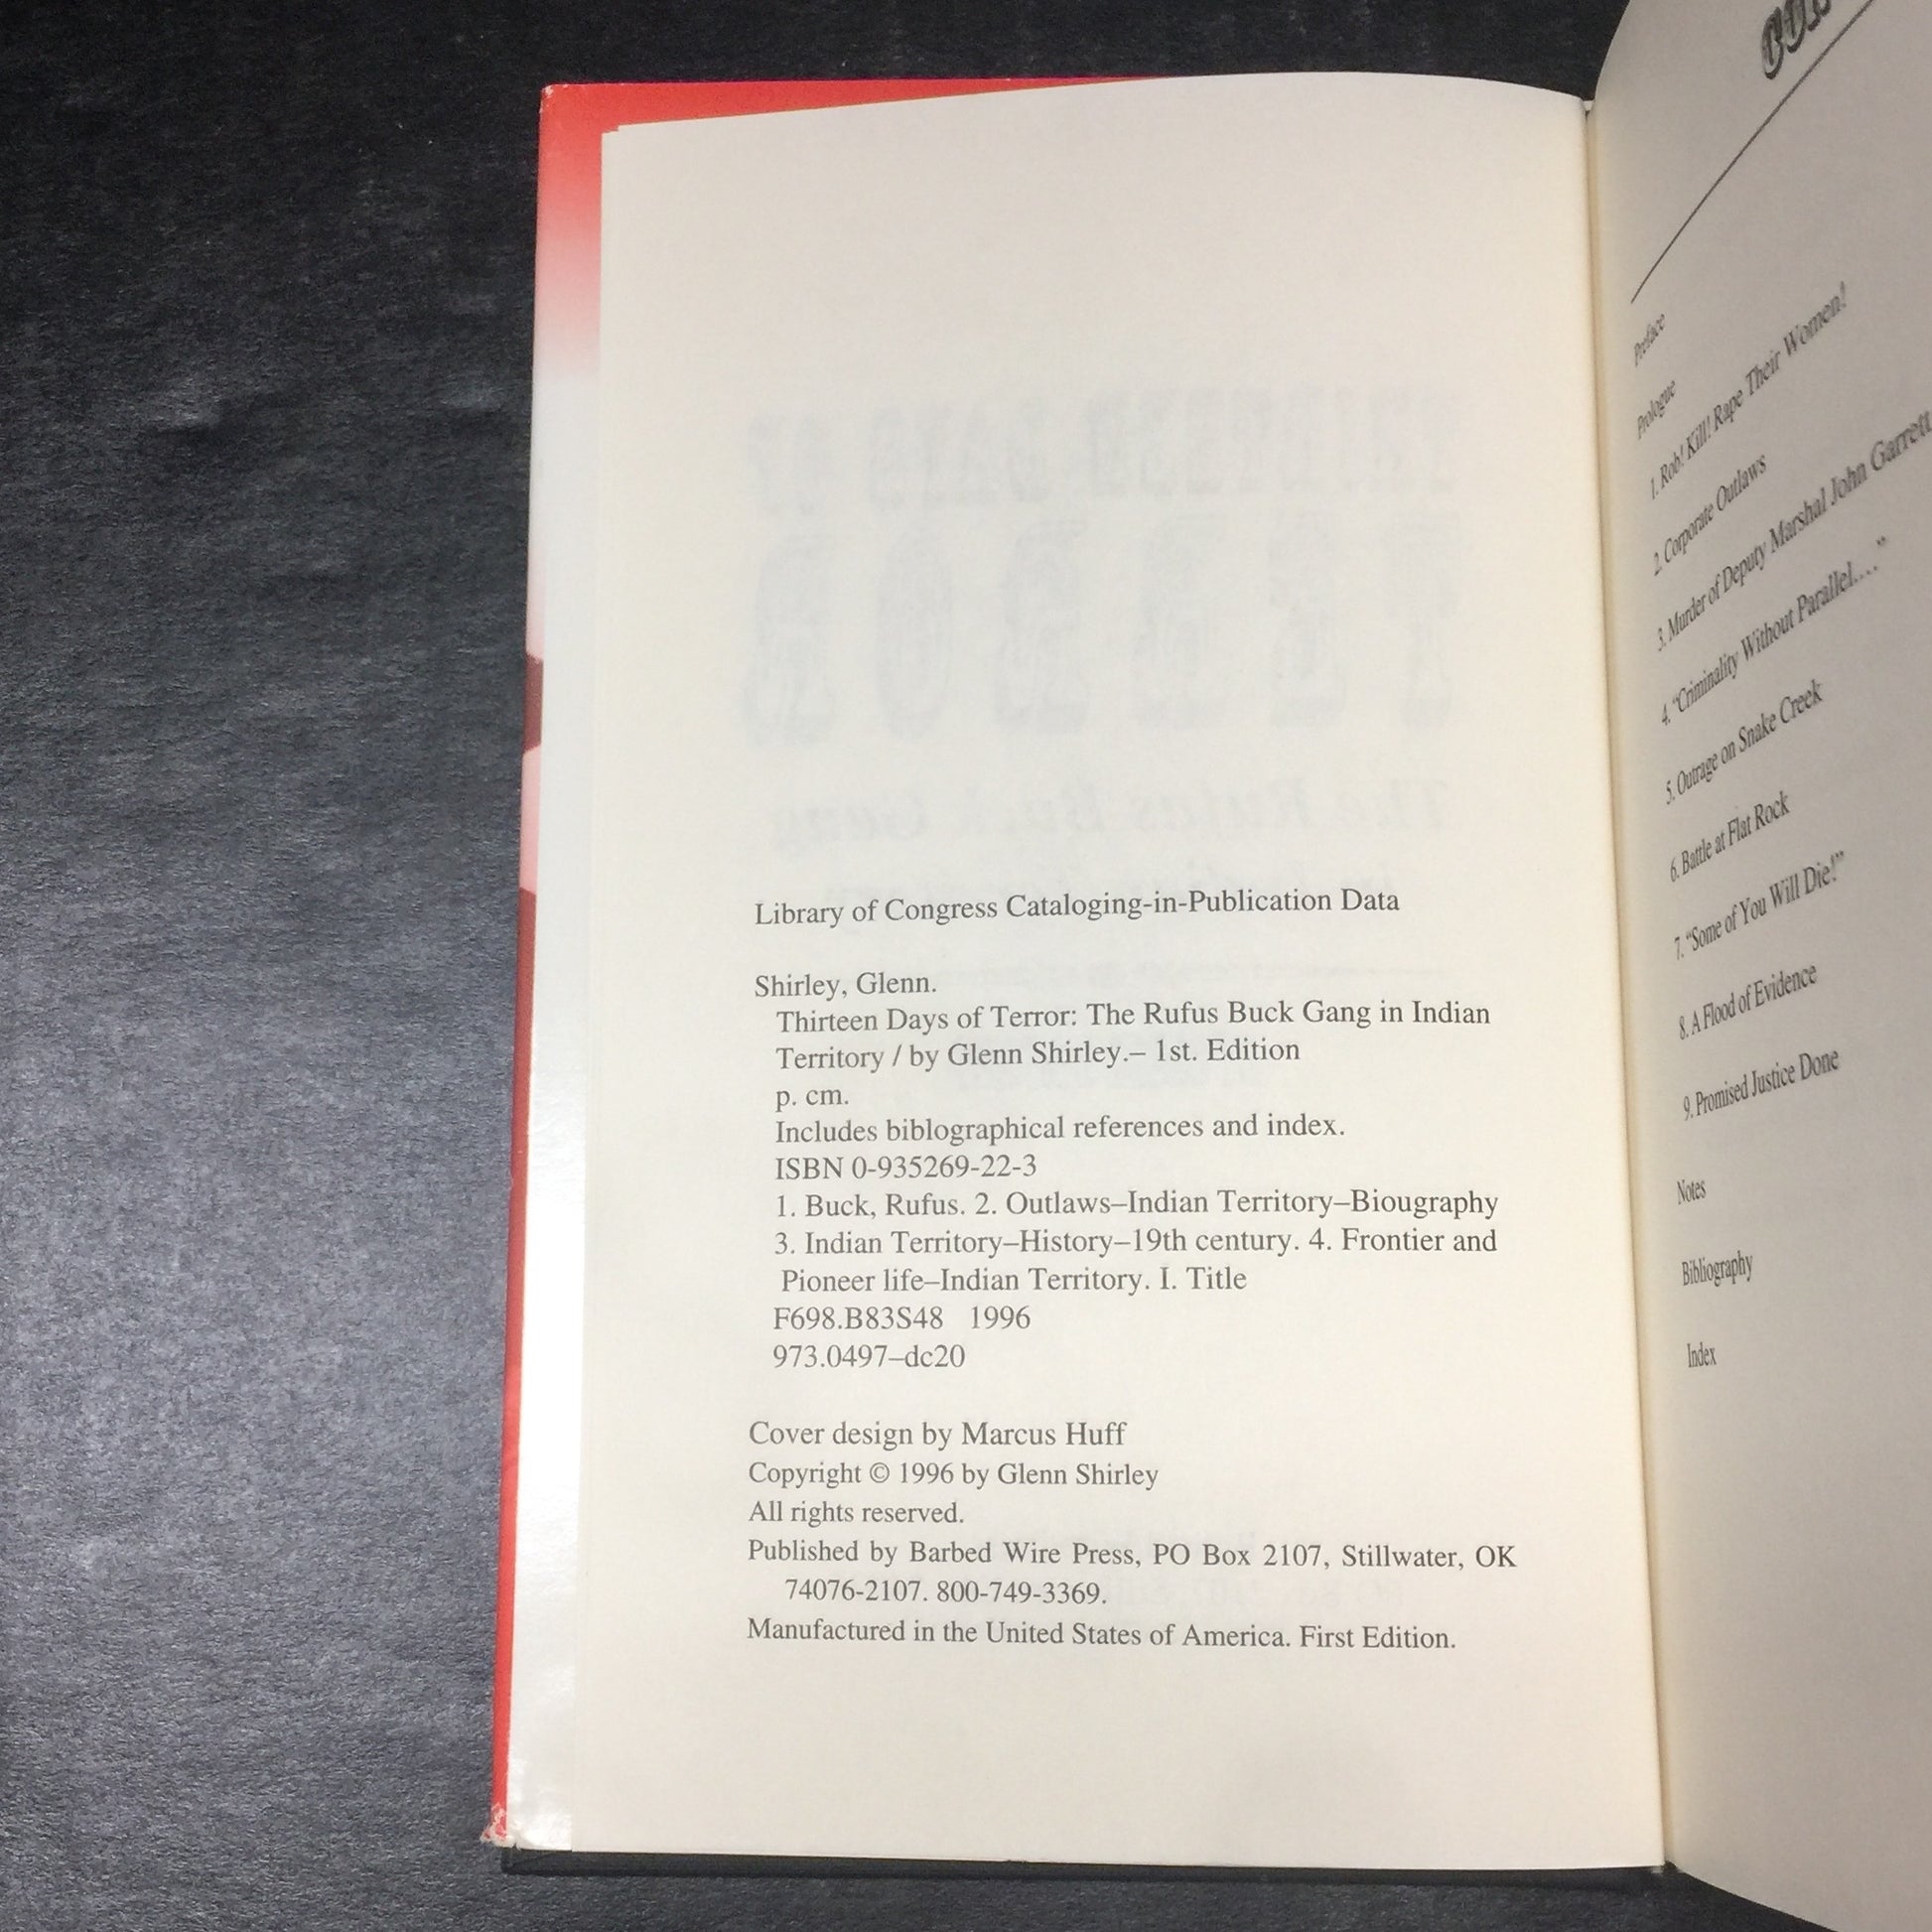 Library of Congress Cataloging-in-Publication Data
Shirley, Glenn.
Thirteen Days of Terror: The Rufus Buck Gang in Indian
Territory / by Glenn Shirley.– 1st. Edition
p. cm.
Includes biblographical references and index.
ISBN 0-935269-22-3
1. Buck, Rufus. 2. Outlaws–Indian Territory–Biougraphy
3. Indian Territory–History–19th century. 4. Frontier and
Pioneer life–Indian Territory. I. Title
F698.B83S48 1996
973.0497–dc20
Cover design by Marcus Huff
Copyright © 1996 by Glenn Shirley
All rights reserved.
Published by Barbed Wire Press, PO Box 2107, Stillwater, OK
74076-2107. 800-749-3369.
Manufactured in the United States of America. First Edition.
Preface
Prologue
1. Rob! Kill! Rape Their Women!
2. Corporate Outlaws
3. Murder of Deputy Marshal John Garrett
4. “Criminality Without Parallel....”
5. Outrage on Snake Creek
6. Battle at Flat Rock
7. “Some of You Will Die!”
8. A Flood of Evidence
9. Promised Justice Done
Notes
Bibliography
Index